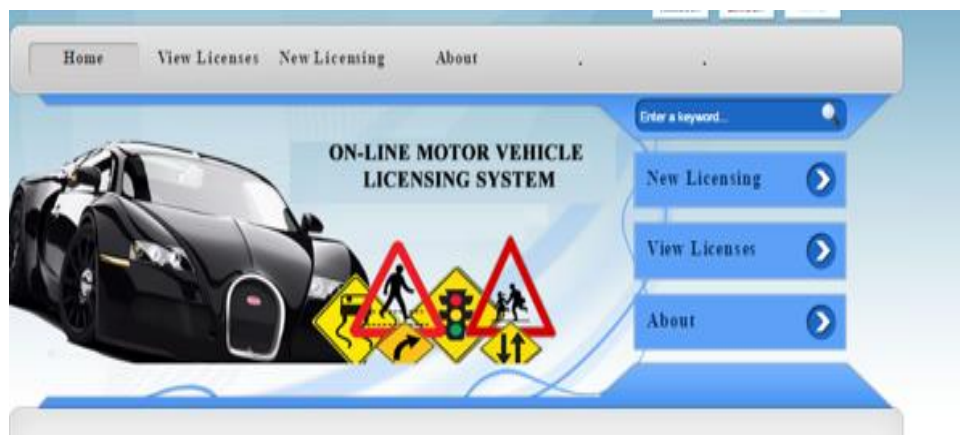 Home View Licenses New Licensing About . .
Enter a keyword...
ON-LINE MOTOR VEHICLE
LICENSING SYSTEM
New Licensing
View Licenses
About